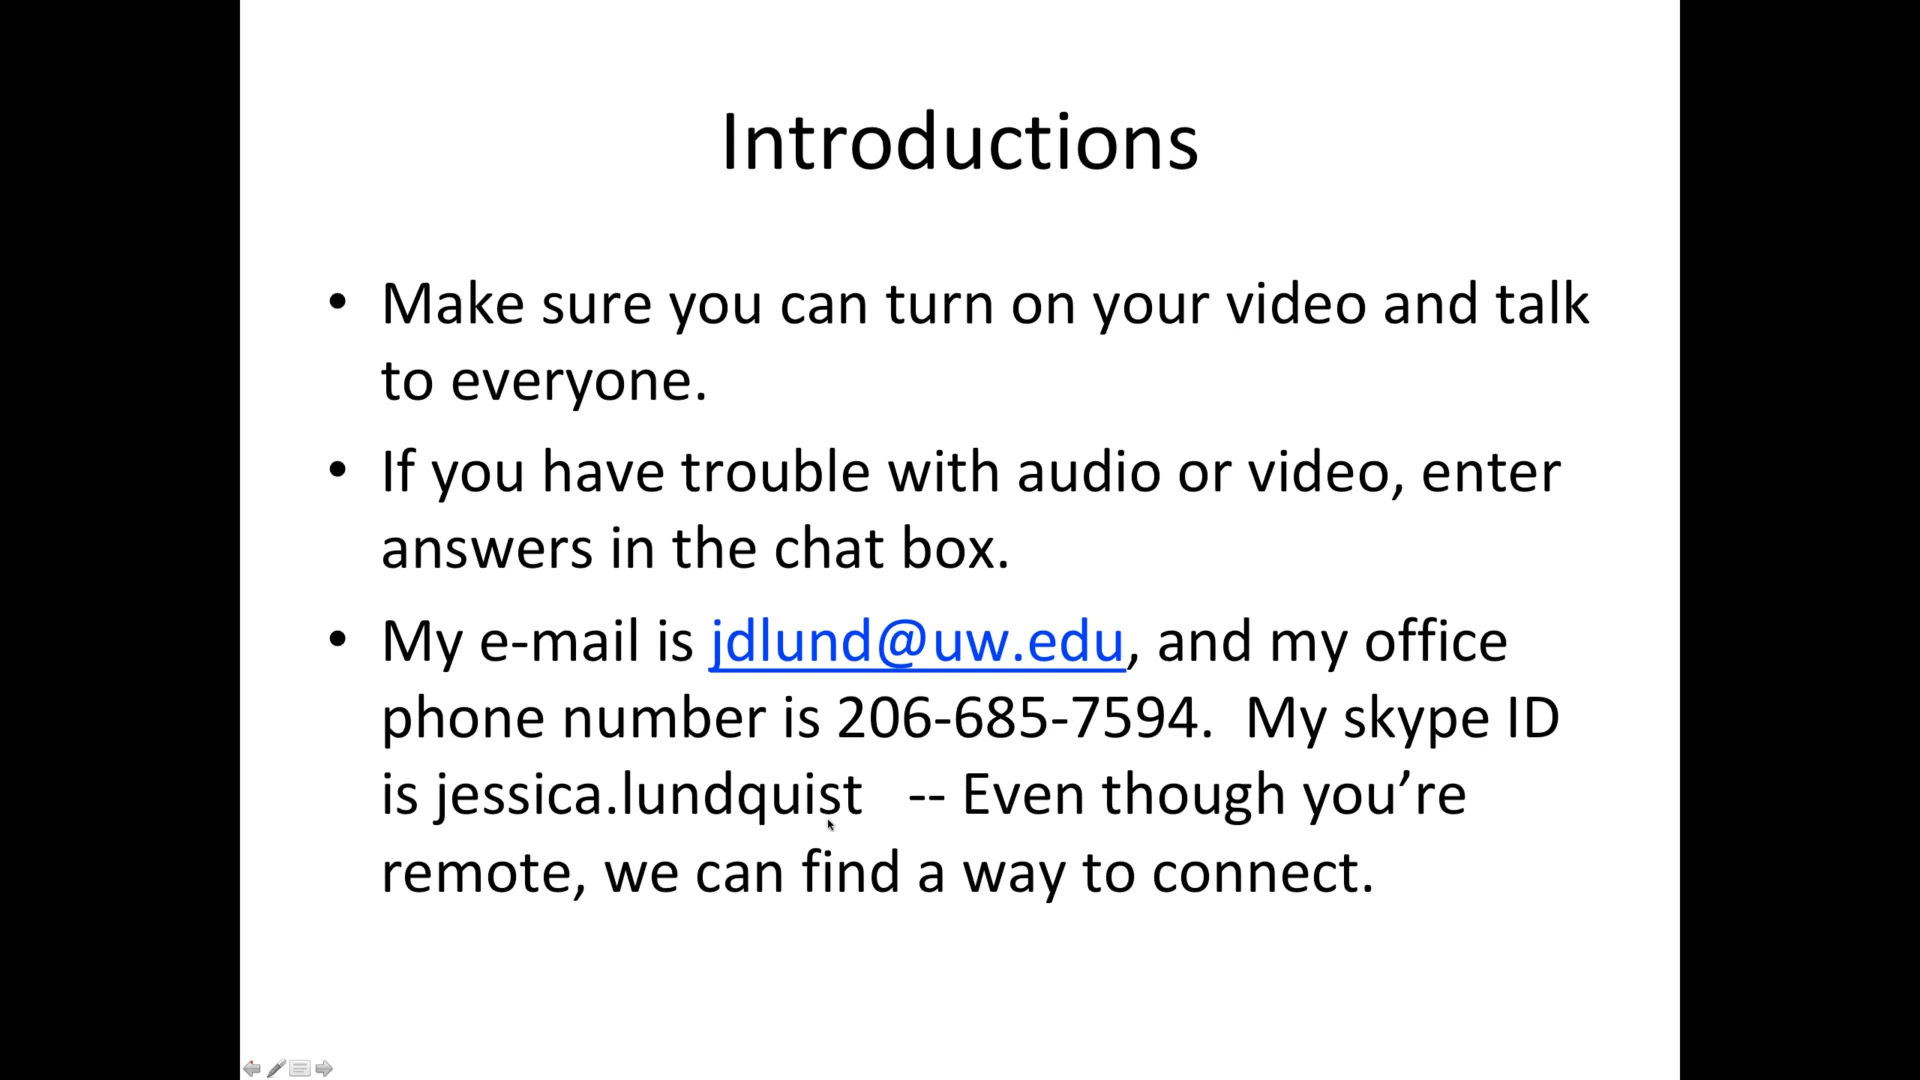 Introductions
• Make sure you can turn on your video and talk
to everyone.
• If you have trouble with audio or video, enter
answers in the chat box.
• My e-mail is jdlund@uw.edu, and my office
phone number is 206-685-7594.  My skype ID
is jessica.lundquist   -- Even though you’re
remote, we can find a way to connect.